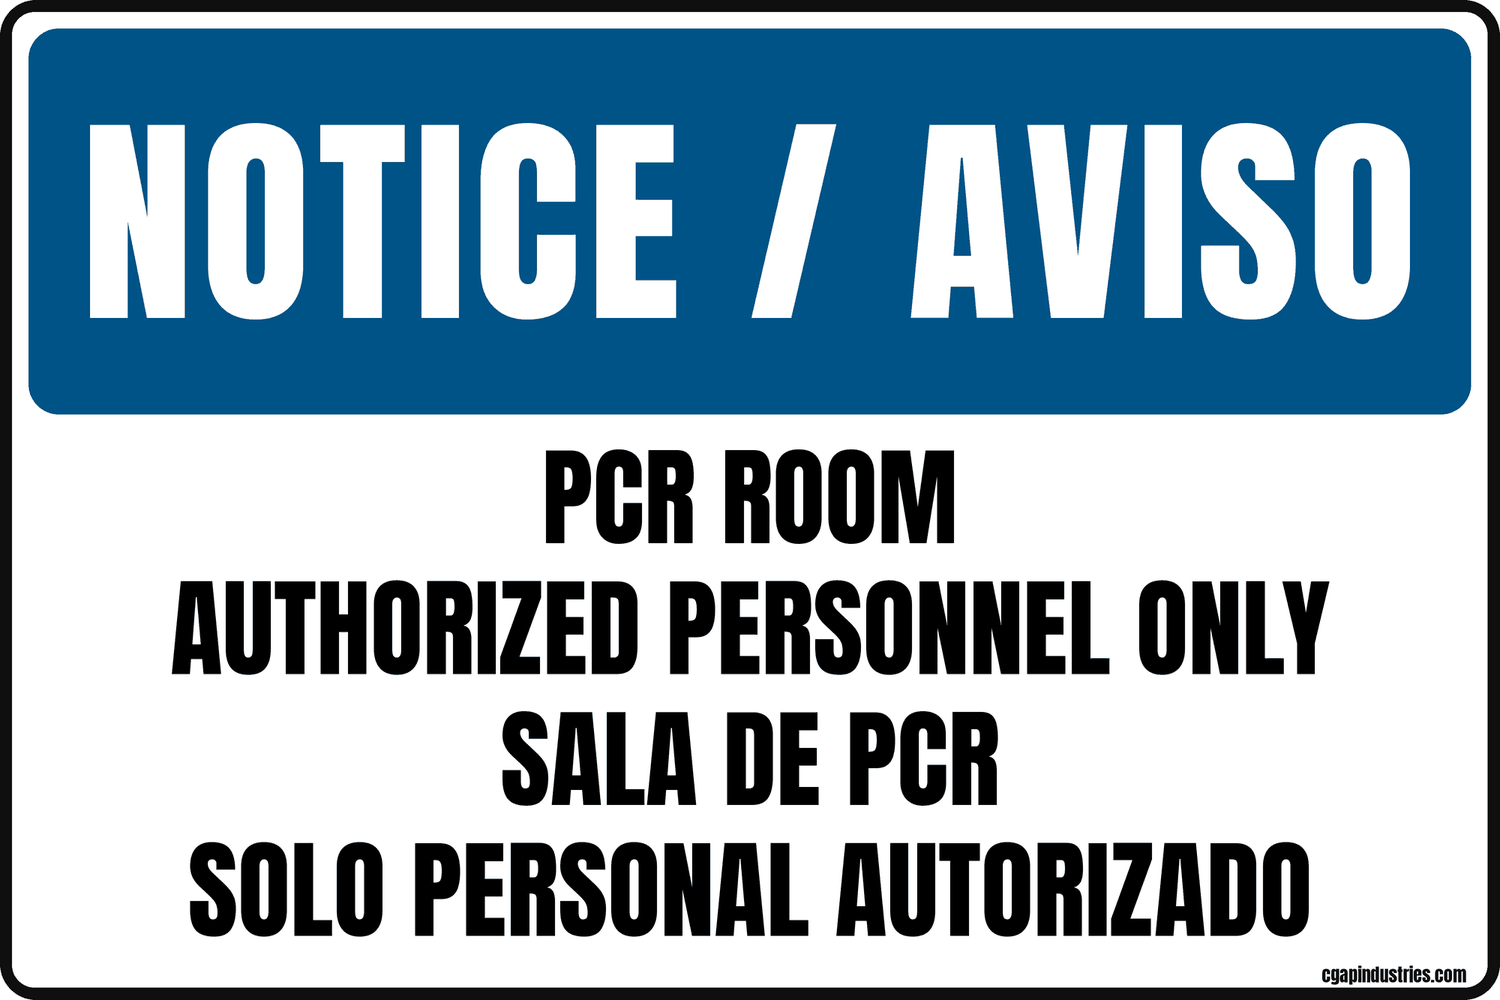 NOTICE / AVISO
PCR ROOM
AUTHORIZED PERSONNEL ONLY
SALA DE PCR
SOLO PERSONAL AUTORIZADO
cgapindustries.com